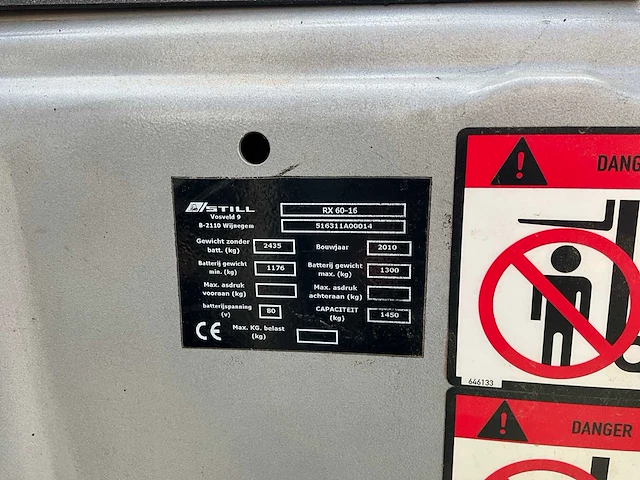 STILL
Vosveld 9
B-2110 Wijnegem
RX 60-16
516311A00014
Gewicht zonder batt. (kg) 2435
Bouwjaar 2010
Batterij gewicht min. (kg) 1176
Batterij gewicht max. (kg) 1300
Max. asdruk vooraan (kg)
Max. asdruk achteraan (kg)
batterijspanning (v) 80
CAPACITEIT (kg) 1450
CE
Max. KG. belast (kg)
DANG
646133
DANGER